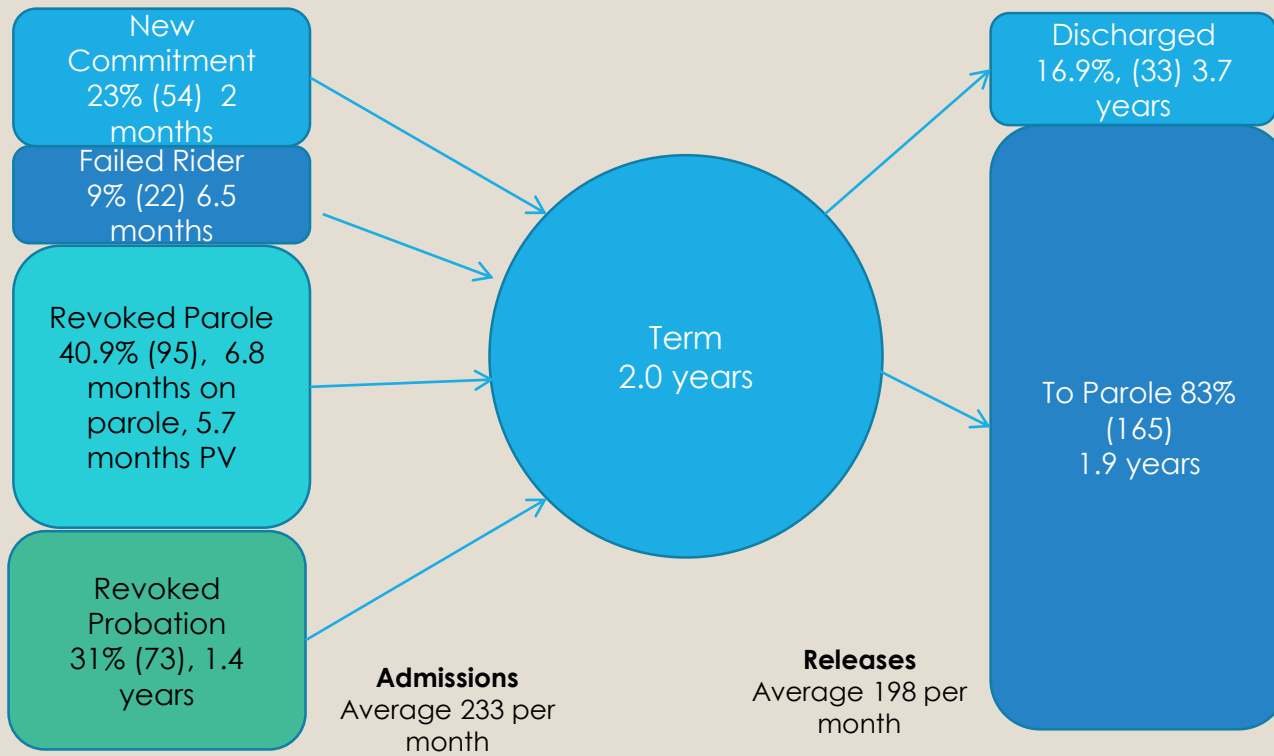 New
Commitment
23% (54)  2
months
Failed Rider
9% (22) 6.5
months
Revoked Parole
40.9% (95),  6.8
months on
parole, 5.7
months PV
Revoked
Probation
31% (73), 1.4
years
Admissions
Average 233 per
month
Term
2.0 years
Releases
Average 198 per
month
Discharged
16.9%, (33) 3.7
years
To Parole 83%
(165)
1.9 years